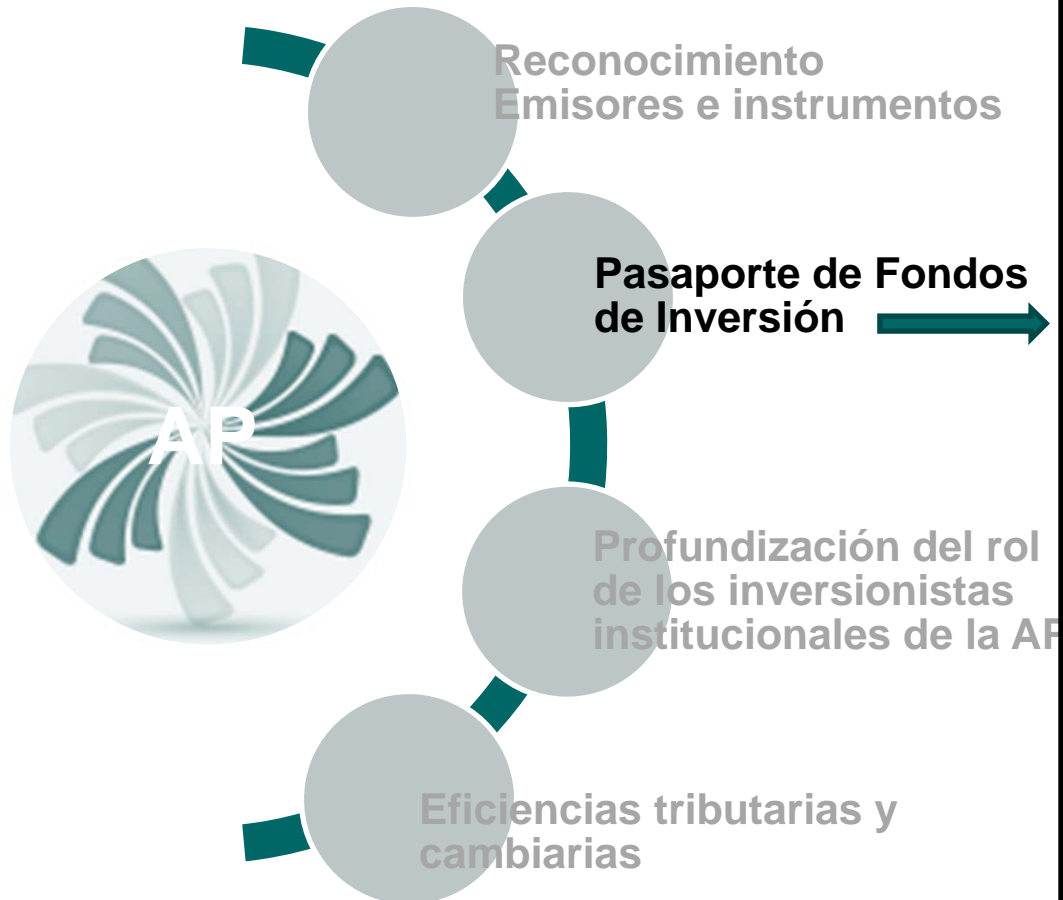 Reconocimiento
Emisores e instrumentos
Pasaporte de Fondos
de Inversión
AP
Profundización del rol
de los inversionistas
institucionales de la AP
Eficiencias tributarias y
cambiarias